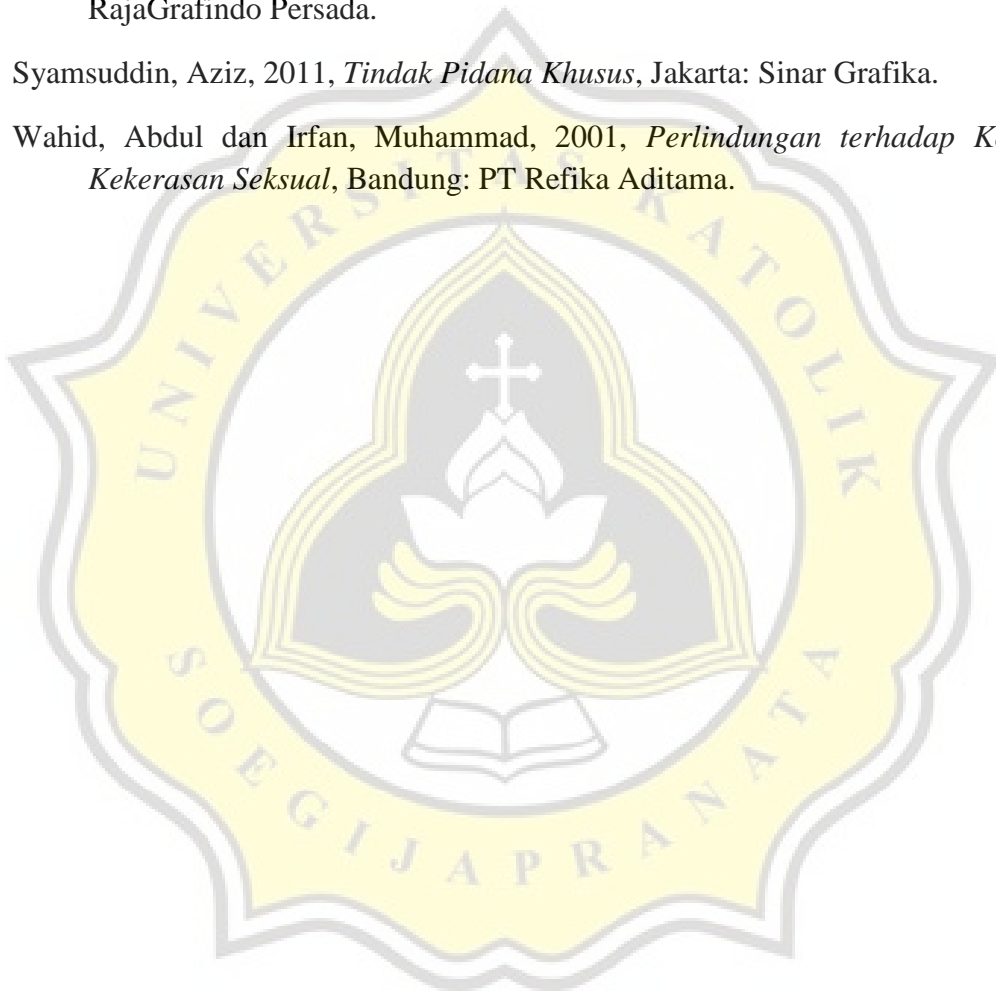 RajaGrafindo Persada.
Syamsuddin, Aziz, 2011, Tindak Pidana Khusus, Jakarta: Sinar Grafika.
Wahid, Abdul dan Irfan, Muhammad, 2001, Perlindungan terhadap
Kekerasan Seksual, Bandung: PT Refika Aditama.
UNIVERSITAS KATOLIK
SOEGIJAPRANATA